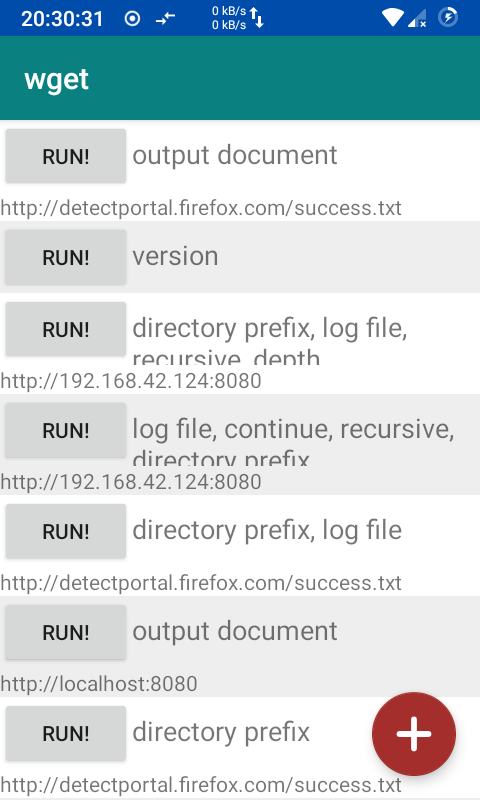 20:30:31
0 kB/s
0 kB/s
wget
RUN!
output document
http://detectportal.firefox.com/success.txt
RUN!
version
RUN!
directory prefix, log file,
recursive, depth
http://192.168.42.124:8080
RUN!
log file, continue, recursive,
directory prefix
http://192.168.42.124:8080
RUN!
directory prefix, log file
http://detectportal.firefox.com/success.txt
RUN!
output document
http://localhost:8080
RUN!
directory prefix
http://detectportal.firefox.com/success.txt